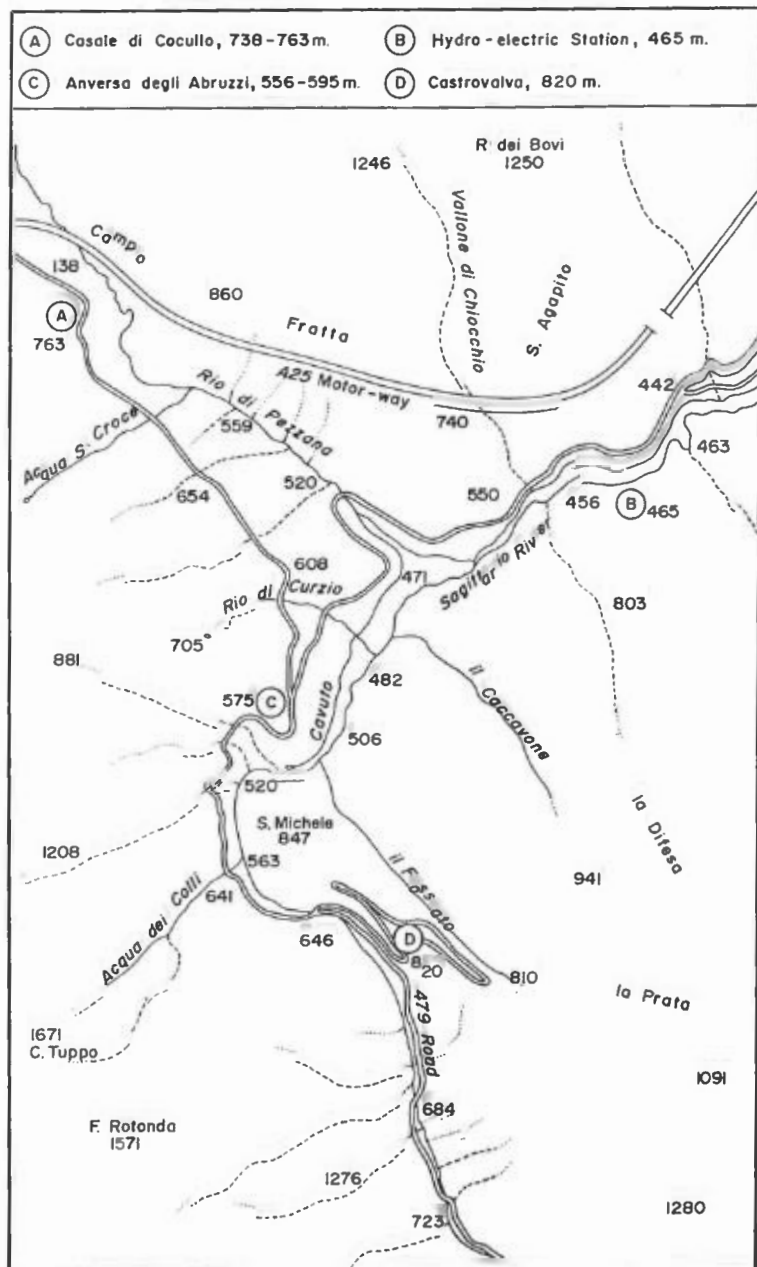 A Casale di Cocullo, 738-763m.
B Hydro-electric Station, 465 m.
C Anversa degli Abruzzi, 556-595m.
D Castrovalva, 820 m.
R. dei Bovi
1250
1246
Campo
138
860
Vallone di Chiocchio
S. Agapito
A
763
Fratta
A25 Motor-way
442
Rio di Pezzana
559
740
463
Acqua S. Croce
654
520
550
456
B
465
608
471
Sagittario River
Rio di Curzio
803
705°
881
482
il Caccavone
575
C
Cavuto
506
520
S. Michele
847
la Difesa
1208
563
941
641
il Fossato
Acqua dei Colli
646
D
820
810
la Prata
479 Road
1671
C. Tuppo
1091
684
F. Rotonda
1571
1276
1280
723